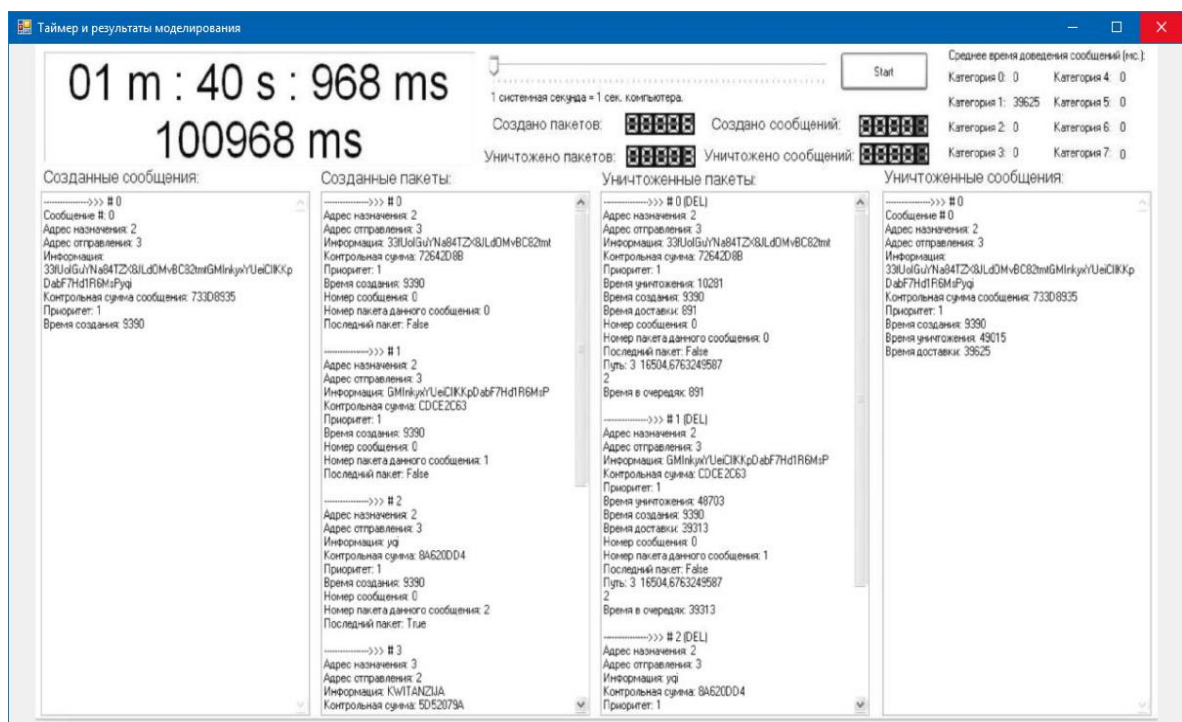 Таймер и результаты моделирования
01 m : 40 s : 968 ms
100968 ms
1 системная секунда = 1 сек. компьютера.
Start
Создано пакетов:
Создано сообщений:
Уничтожено пакетов:
Уничтожено сообщений:
Среднее время доведения сообщений (мс.):
Категория 0: 0 Категория 4: 0
Категория 1: 39625 Категория 5: 0
Категория 2: 0 Категория 6: 0
Категория 3: 0 Категория 7: 0
Созданные сообщения:
---------------->>> # 0
Сообщение #: 0
Адрес назначения: 2
Адрес отправления: 3
Информация:
33fUolGuYNa84TZX8JLdOMvBC82tmtGMInkyxYUeiCIlKKp
DabF7Hd1R6MsPyqi
Контрольная сумма сообщения: 733D8935
Приоритет: 1
Время создания: 9390
Созданные пакеты:
---------------->>> # 0
Адрес назначения: 2
Адрес отправления: 3
Информация: 33fUolGuYNa84TZX8JLdOMvBC82tmt
Контрольная сумма: 72642D8B
Приоритет: 1
Время создания: 9390
Номер сообщения: 0
Номер пакета данного сообщения: 0
Последний пакет: False
---------------->>> # 1
Адрес назначения: 2
Адрес отправления: 3
Информация: GMInkyxYUeiCIlKKpDabF7Hd1R6MsP
Контрольная сумма: CDCE2C63
Приоритет: 1
Время создания: 9390
Номер сообщения: 0
Номер пакета данного сообщения: 1
Последний пакет: False
---------------->>> # 2
Адрес назначения: 2
Адрес отправления: 3
Информация: yqi
Контрольная сумма: 8A620DD4
Приоритет: 1
Время создания: 9390
Номер сообщения: 0
Номер пакета данного сообщения: 2
Последний пакет: True
---------------->>> # 3
Адрес назначения: 3
Адрес отправления: 2
Информация: KWITANZIJA
Контрольная сумма: 5D52079A
Уничтоженные пакеты:
---------------->>> # 0 (DEL)
Адрес назначения: 2
Адрес отправления: 3
Информация: 33fUolGuYNa84TZX8JLdOMvBC82tmt
Контрольная сумма: 72642D8B
Приоритет: 1
Время уничтожения: 10281
Время создания: 9390
Время доставки: 891
Номер сообщения: 0
Номер пакета данного сообщения: 0
Последний пакет: False
Путь: 3 16504,6763249587
2
Время в очередях: 891
---------------->>> # 1 (DEL)
Адрес назначения: 2
Адрес отправления: 3
Информация: GMInkyxYUeiCIlKKpDabF7Hd1R6MsP
Контрольная сумма: CDCE2C63
Приоритет: 1
Время уничтожения: 48703
Время создания: 9390
Время доставки: 39313
Номер сообщения: 0
Номер пакета данного сообщения: 1
Последний пакет: False
Путь: 3 16504,6763249587
2
Время в очередях: 39313
---------------->>> # 2 (DEL)
Адрес назначения: 2
Адрес отправления: 3
Информация: yqi
Контрольная сумма: 8A620DD4
Приоритет: 1
Уничтоженные сообщения:
---------------->>> # 0
Сообщение # 0
Адрес назначения: 2
Адрес отправления: 3
Информация:
33fUolGuYNa84TZX8JLdOMvBC82tmtGMInkyxYUeiCIlKKp
DabF7Hd1R6MsPyqi
Контрольная сумма сообщения: 733D8935
Приоритет: 1
Время создания: 9390
Время уничтожения: 49015
Время доставки: 39625